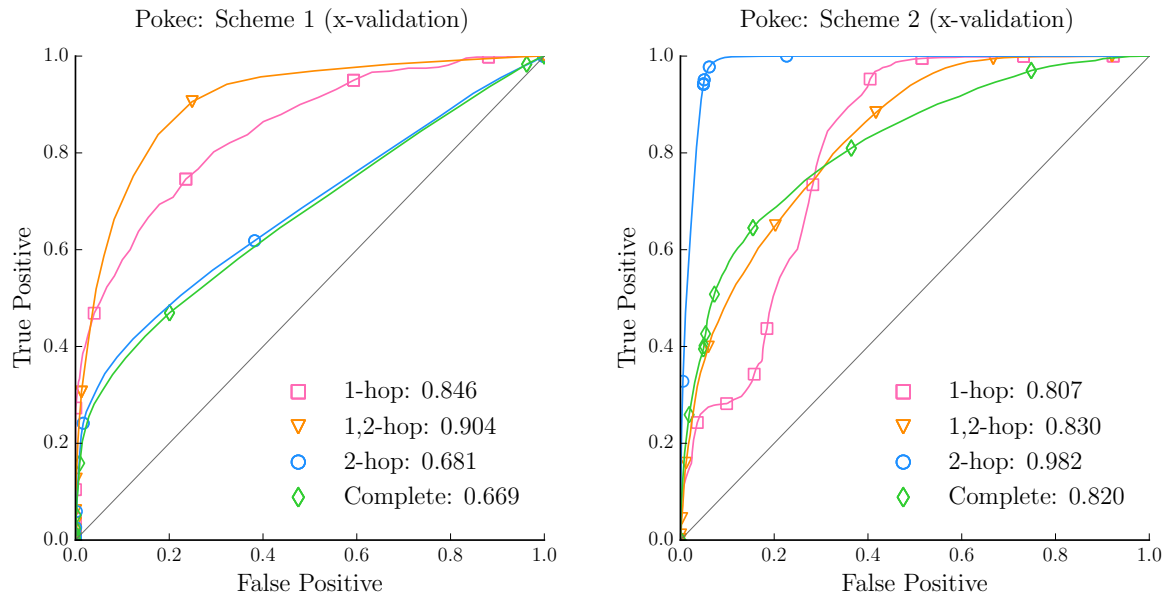 Pokec: Scheme 1 (x-validation)
1.0
0.8
0.6
0.4
0.2
0.0
True Positive
1-hop: 0.846
1,2-hop: 0.904
2-hop: 0.681
Complete: 0.669
0.0 0.2 0.4 0.6 0.8 1.0
False Positive
Pokec: Scheme 2 (x-validation)
1.0
0.8
0.6
0.4
0.2
0.0
True Positive
1-hop: 0.807
1,2-hop: 0.830
2-hop: 0.982
Complete: 0.820
0.0 0.2 0.4 0.6 0.8 1.0
False Positive